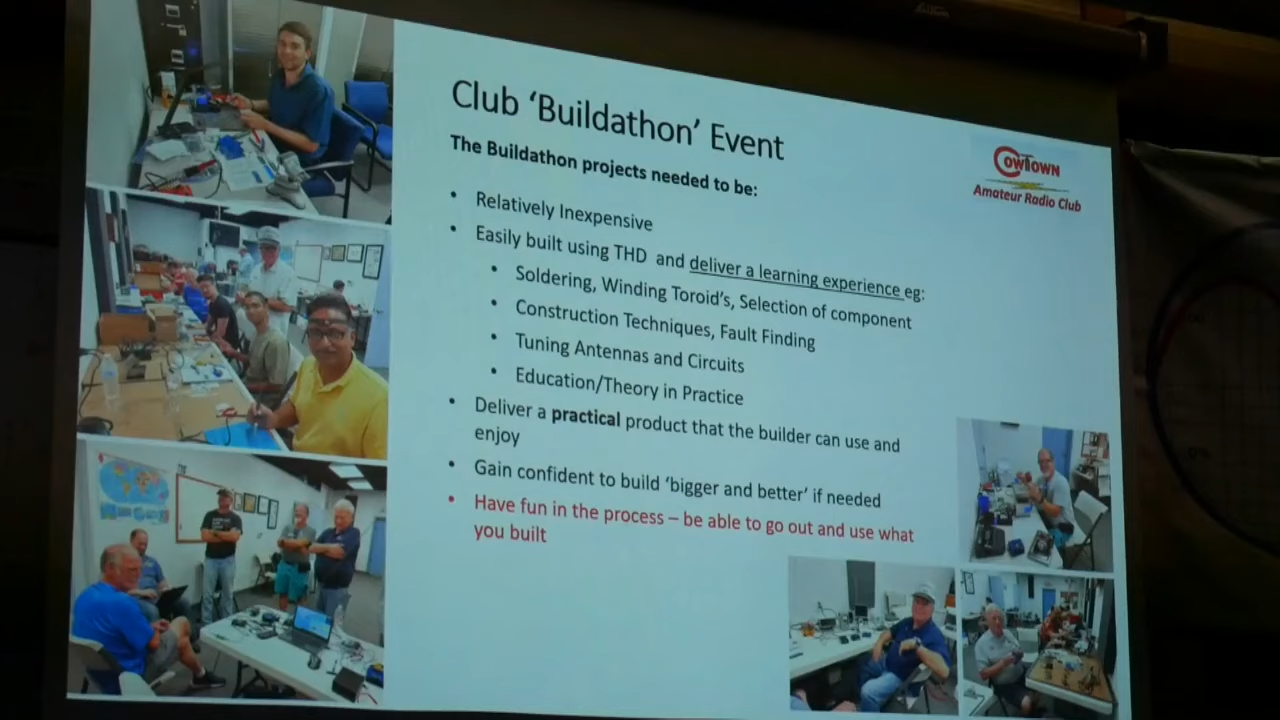 Club ‘Buildathon’ Event
The Buildathon projects needed to be:
• Relatively Inexpensive
• Easily built using THD and deliver a learning experience eg:
• Soldering, Winding Toroid’s, Selection of component
• Construction Techniques, Fault Finding
• Tuning Antennas and Circuits
• Education/Theory in Practice
• Deliver a practical product that the builder can use and
enjoy
• Gain confident to build ‘bigger and better’ if needed
• Have fun in the process – be able to go out and use what
you built
COWTOWN
Amateur Radio Club